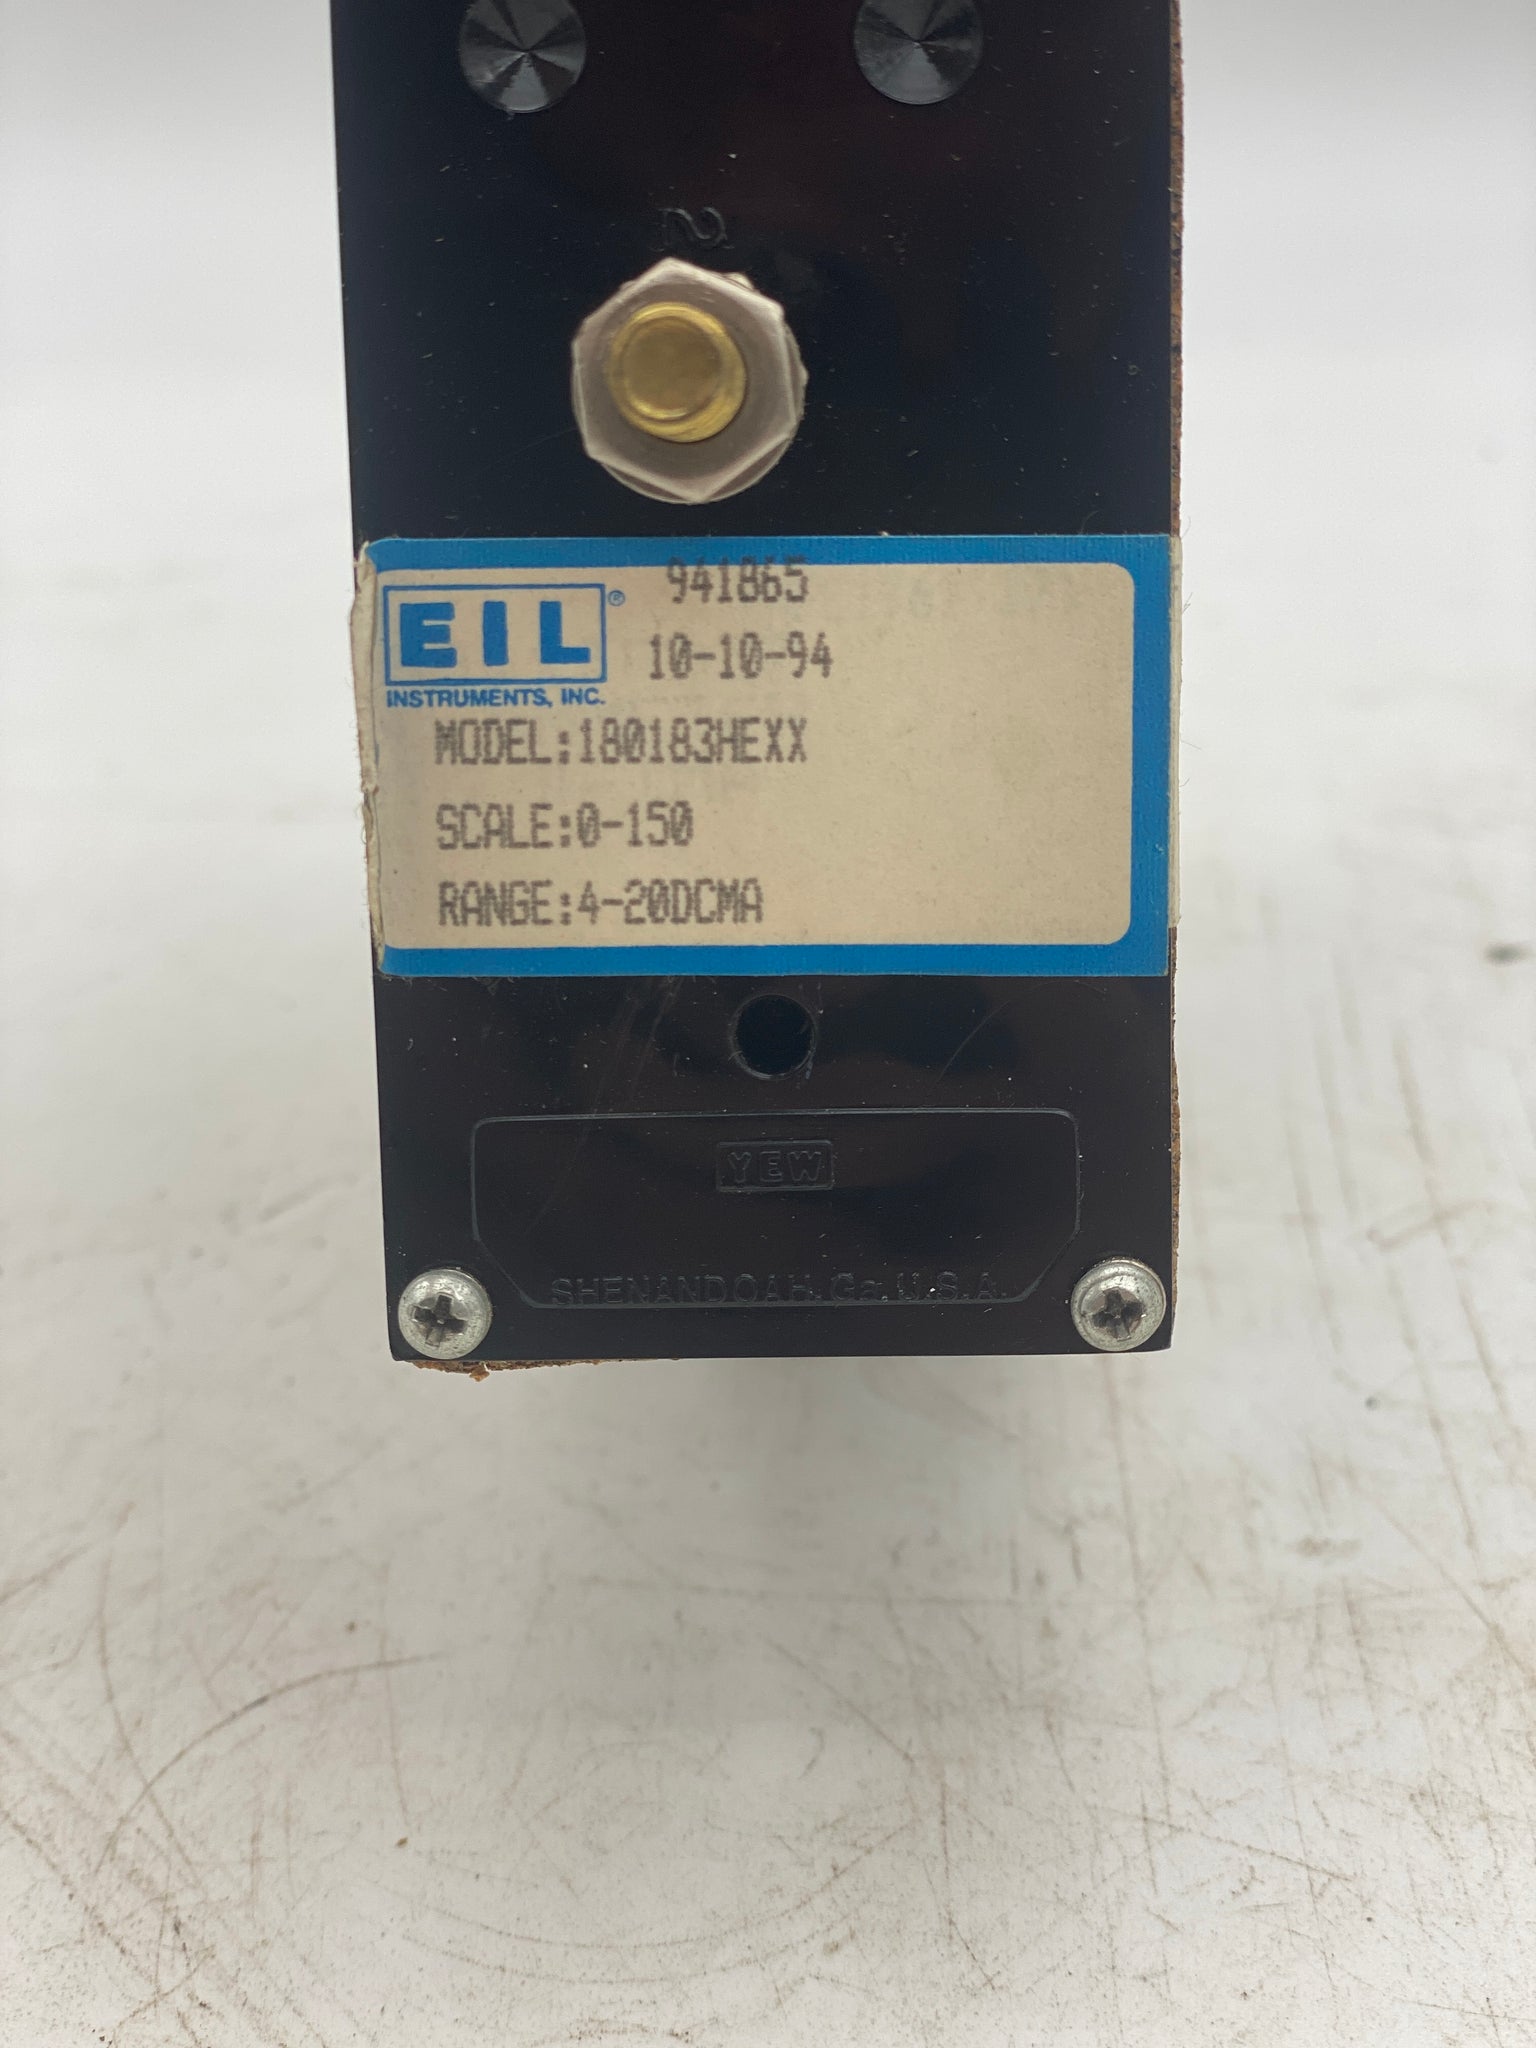 2
941865
EIL®
10-10-94
INSTRUMENTS, INC.
MODEL:180183HEXX
SCALE:0-150
RANGE:4-20DCMA
YEW
SHENANDOAH. Ga. U.S.A.